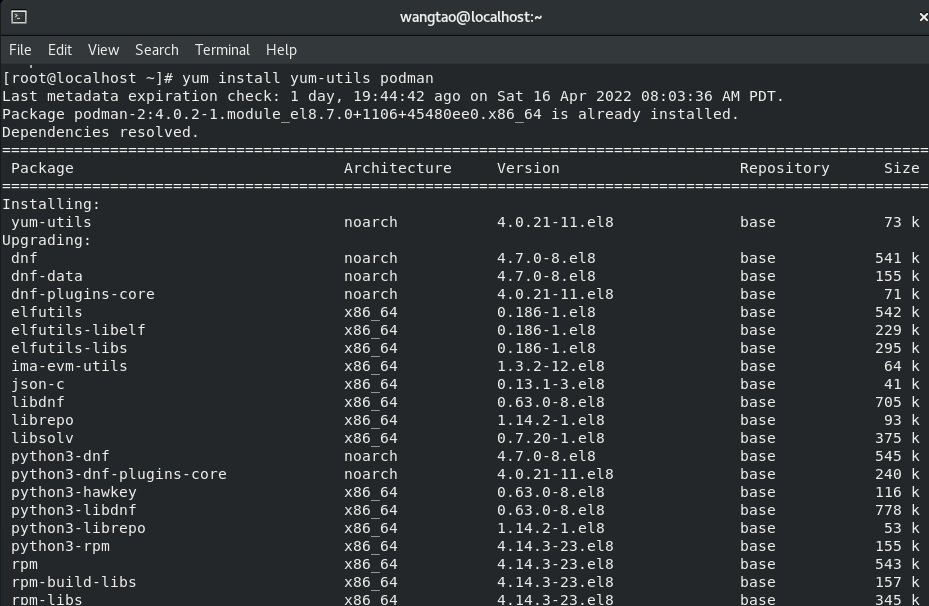 wangtao@localhost:~
File Edit View Search Terminal Help
[root@localhost ~]# yum install yum-utils podman
Last metadata expiration check: 1 day, 19:44:42 ago on Sat 16 Apr 2022 08:03:36 AM PDT.
Package podman-2:4.0.2-1.module_el8.7.0+1106+45480ee0.x86_64 is already installed.
Dependencies resolved.
================================================================================
Package Architecture Version Repository Size
================================================================================
Installing:
yum-utils noarch 4.0.21-11.el8 base 73 k
Upgrading:
dnf noarch 4.7.0-8.el8 base 541 k
dnf-data noarch 4.7.0-8.el8 base 155 k
dnf-plugins-core noarch 4.0.21-11.el8 base 71 k
elfutils x86_64 0.186-1.el8 base 542 k
elfutils-libelf x86_64 0.186-1.el8 base 229 k
elfutils-libs x86_64 0.186-1.el8 base 295 k
ima-evm-utils x86_64 1.3.2-12.el8 base 64 k
json-c x86_64 0.13.1-3.el8 base 41 k
libdnf x86_64 0.63.0-8.el8 base 705 k
librepo x86_64 1.14.2-1.el8 base 93 k
libsolv x86_64 0.7.20-1.el8 base 375 k
python3-dnf noarch 4.7.0-8.el8 base 545 k
python3-dnf-plugins-core noarch 4.0.21-11.el8 base 240 k
python3-hawkey x86_64 0.63.0-8.el8 base 116 k
python3-libdnf x86_64 0.63.0-8.el8 base 778 k
python3-librepo x86_64 1.14.2-1.el8 base 53 k
python3-rpm x86_64 4.14.3-23.el8 base 155 k
rpm x86_64 4.14.3-23.el8 base 543 k
rpm-build-libs x86_64 4.14.3-23.el8 base 157 k
rpm-libs x86_64 4.14.3-23.el8 base 345 k